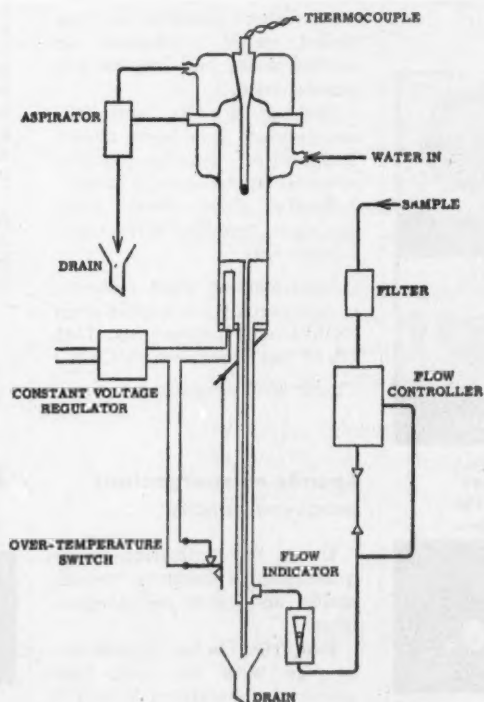 THERMOCOUPLE
ASPIRATOR
WATER IN
SAMPLE
DRAIN
FILTER
CONSTANT VOLTAGE
REGULATOR
FLOW
CONTROLLER
OVER-TEMPERATURE
SWITCH
FLOW
INDICATOR
DRAIN